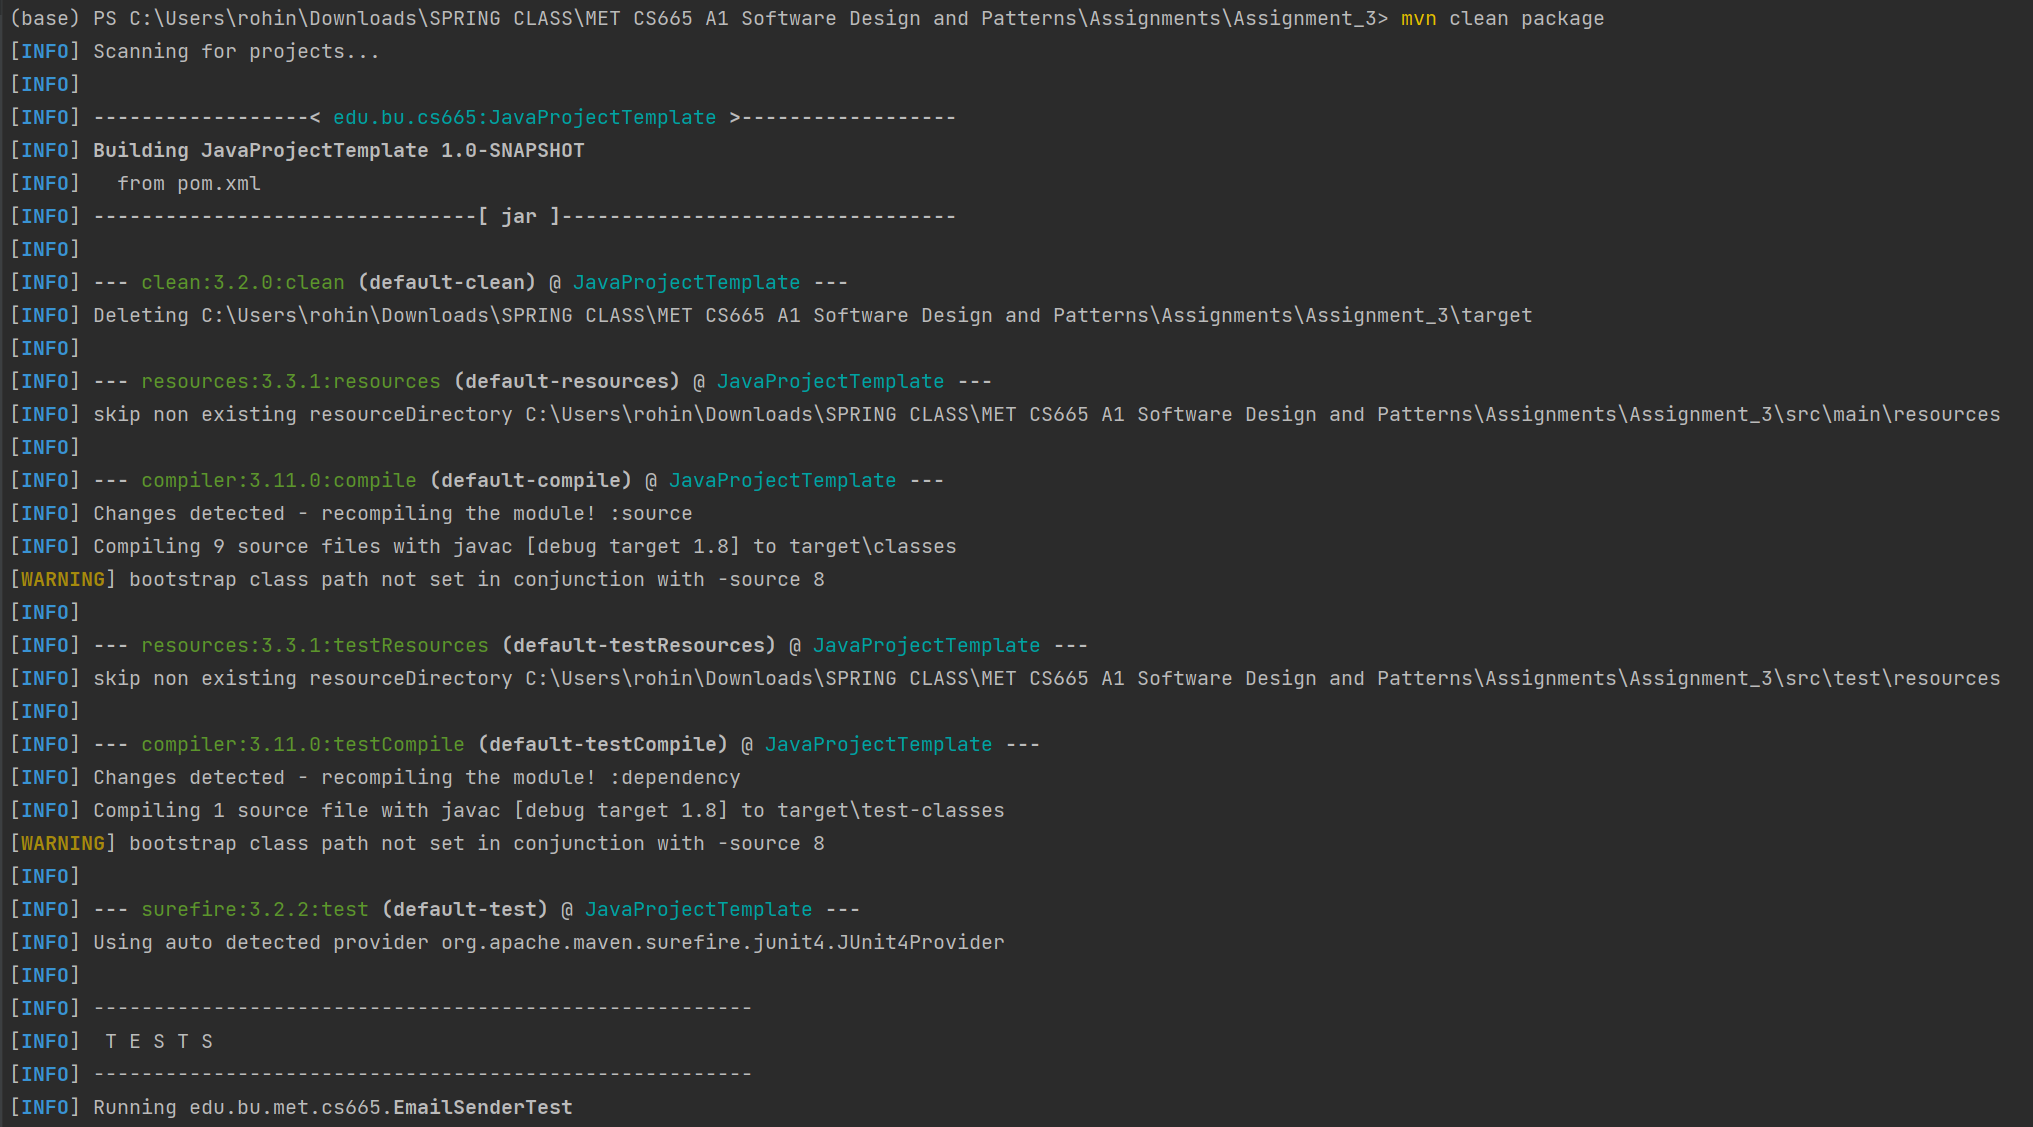 (base) PS C:\Users\rohin\Downloads\SPRING CLASS\MET CS665 A1 Software Design and Patterns\Assignments\Assignment_3> mvn clean package
[INFO] Scanning for projects...
[INFO]
[INFO] ------------------< edu.bu.cs665:JavaProjectTemplate >------------------
[INFO] Building JavaProjectTemplate 1.0-SNAPSHOT
[INFO]   from pom.xml
[INFO] --------------------------------[ jar ]---------------------------------
[INFO]
[INFO] --- clean:3.2.0:clean (default-clean) @ JavaProjectTemplate ---
[INFO] Deleting C:\Users\rohin\Downloads\SPRING CLASS\MET CS665 A1 Software Design and Patterns\Assignments\Assignment_3\target
[INFO]
[INFO] --- resources:3.3.1:resources (default-resources) @ JavaProjectTemplate ---
[INFO] skip non existing resourceDirectory C:\Users\rohin\Downloads\SPRING CLASS\MET CS665 A1 Software Design and Patterns\Assignments\Assignment_3\src\main\resources
[INFO]
[INFO] --- compiler:3.11.0:compile (default-compile) @ JavaProjectTemplate ---
[INFO] Changes detected - recompiling the module! :source
[INFO] Compiling 9 source files with javac [debug target 1.8] to target\classes
[WARNING] bootstrap class path not set in conjunction with -source 8
[INFO]
[INFO] --- resources:3.3.1:testResources (default-testResources) @ JavaProjectTemplate ---
[INFO] skip non existing resourceDirectory C:\Users\rohin\Downloads\SPRING CLASS\MET CS665 A1 Software Design and Patterns\Assignments\Assignment_3\src\test\resources
[INFO]
[INFO] --- compiler:3.11.0:testCompile (default-testCompile) @ JavaProjectTemplate ---
[INFO] Changes detected - recompiling the module! :dependency
[INFO] Compiling 1 source file with javac [debug target 1.8] to target\test-classes
[WARNING] bootstrap class path not set in conjunction with -source 8
[INFO]
[INFO] --- surefire:3.2.2:test (default-test) @ JavaProjectTemplate ---
[INFO] Using auto detected provider org.apache.maven.surefire.junit4.JUnit4Provider
[INFO]
[INFO] -------------------------------------------------------
[INFO]  T E S T S
[INFO] -------------------------------------------------------
[INFO] Running edu.bu.met.cs665.EmailSenderTest